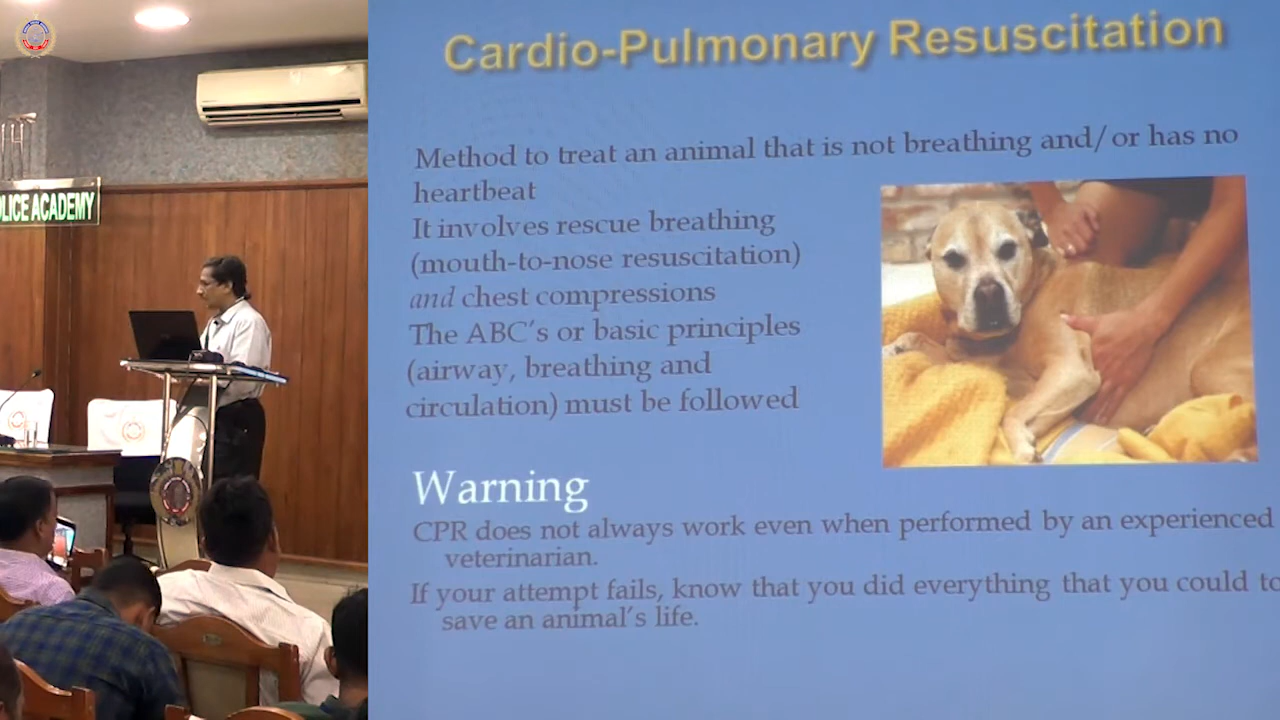 LICE ACADEMY
Cardio-Pulmonary Resuscitation
Method to treat an animal that is not breathing and/or has no
heartbeat
It involves rescue breathing
(mouth-to-nose resuscitation)
and chest compressions
The ABC's or basic principles
(airway, breathing and
circulation) must be followed
Warning
CPR does not always work even when performed by an experienced
veterinarian.
If your attempt fails, know that you did everything that you could to
save an animal's life.